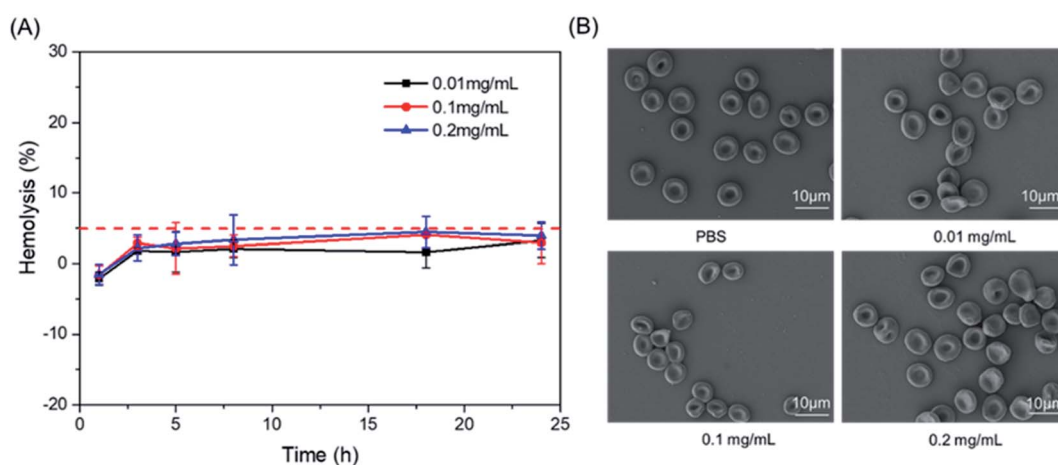 (A)
30
20
10
0
-10
-20
Hemolysis (%)
0.01mg/mL
0.1mg/mL
0.2mg/mL
0
5
10
15
20
25
Time (h)
(B)
10μm
10μm
PBS
0.01 mg/mL
10μm
10μm
0.1 mg/mL
0.2 mg/mL